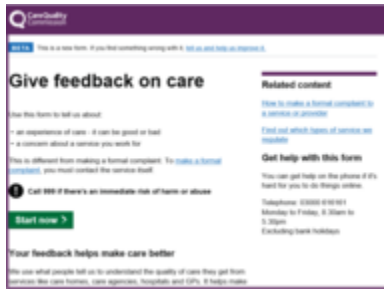 CareQuality
Commission
BETA This is a new form. If you find something wrong with it, tell us and help us improve it.
Give feedback on care
Use this form to tell us about:
- an experience of care - it can be good or bad
- a concern about a service you work for
This is different from making a formal complaint. To make a formal
complaint, you must contact the service itself.
! Call 999 if there's an immediate risk of harm or abuse
Start now >
Your feedback helps make care better
We use what people tell us to understand the quality of care they get from
services like care homes, care agencies, hospitals and GPs. It helps make
Related content
How to make a formal complaint to
a service or provider
Find out which types of service we
regulate
Get help with this form
You can get help on the phone if it's
hard for you to do things online.
Telephone: 03000 616161
Monday to Friday, 8.30am to
5.30pm
Excluding bank holidays